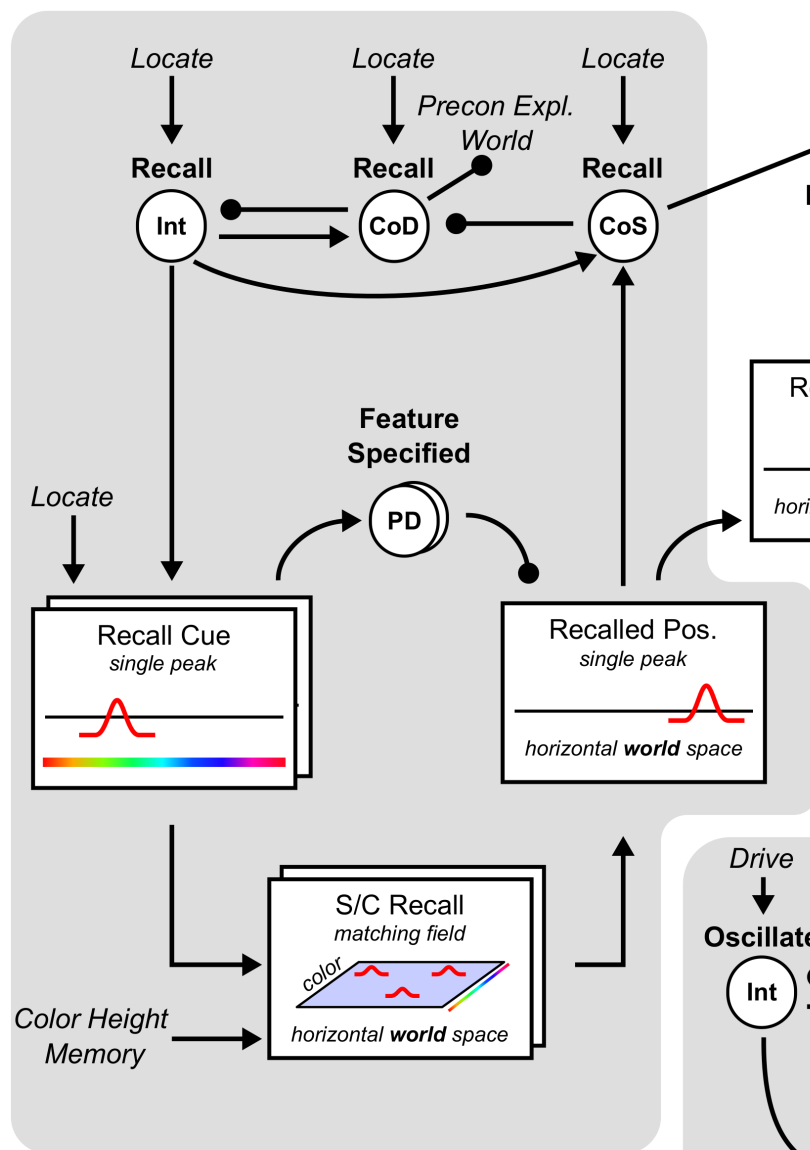 Locate
Locate
Locate
Precon Expl.
World
Recall
Recall
Recall
Int
CoD
CoS
Feature
Specified
Locate
PD
Recall Cue
single peak
Recalled Pos.
single peak
horizontal world space
S/C Recall
matching field
color
horizontal world space
Color Height
Memory
Drive
Oscillate
Int